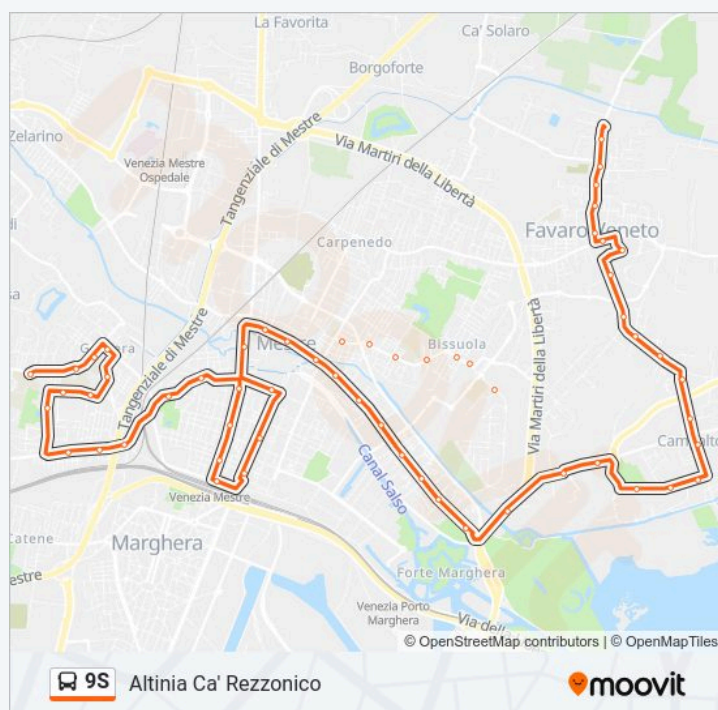 La Favorita
Ca' Solaro
Borgoforte
Zelarino
Tangenziale di Mestre
Via Martiri della Libertà
Venezia Mestre
Ospedale
Carpenedo
Favaro Veneto
Mestre
Bissuola
Via Martiri della Libertà
Tangenziale di Mestre
Canal Salso
Venezia Mestre
Catene
Marghera
Forte Marghera
Venezia Porto
Marghera
© OpenStreetMap contributors | © OpenMapTiles
9S Altinia Ca' Rezzonico
moovit